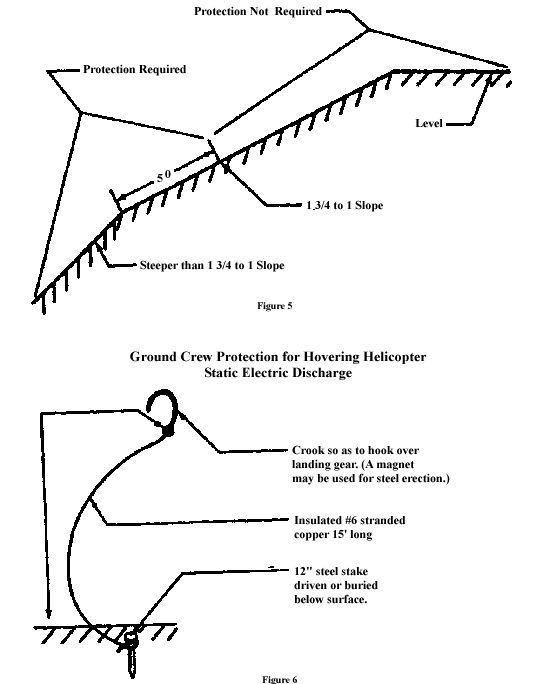 Protection Not Required
Protection Required
Level
50
1 3/4 to 1 Slope
Steeper than 1 3/4 to 1 Slope
Figure 5
Ground Crew Protection for Hovering Helicopter
Static Electric Discharge
Crook so as to hook over
landing gear. (A magnet
may be used for steel erection.)
Insulated #6 stranded
copper 15' long
12" steel stake
driven or buried
below surface.
Figure 6